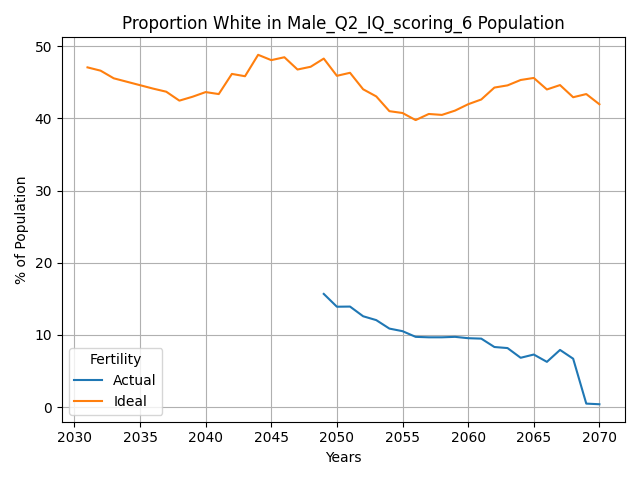 Proportion White in Male_Q2_IQ_scoring_6 Population
% of Population
50
40
30
20
10
0
Fertility
Actual
Ideal
2030 2035 2040 2045 2050 2055 2060 2065 2070
Years